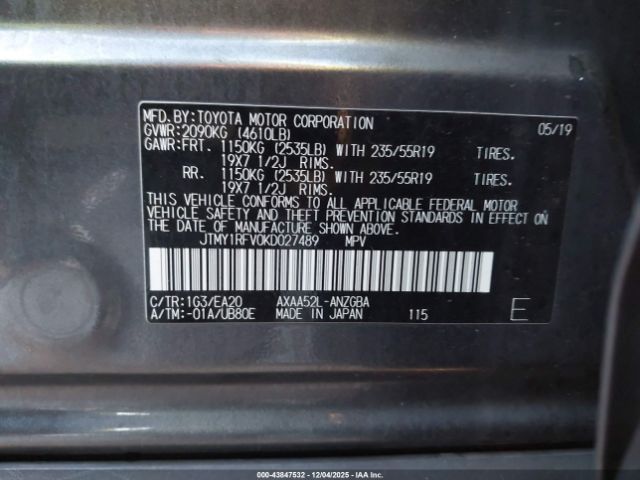 MFD.BY:TOYOTA MOTOR CORPORATION 05/19
GVWR:2090KG (4610LB)
GAWR:FRT. 1150KG (2535LB) WITH 235/55R19 TIRES.
19X7 1/2J RIMS.
RR. 1150KG (2535LB) WITH 235/55R19 TIRES.
19X7 1/2J RIMS.
THIS VEHICLE CONFORMS TO ALL APPLICABLE FEDERAL MOTOR
VEHICLE SAFETY AND THEFT PREVENTION STANDARDS IN EFFECT ON
THE DATE OF MANUFACTURE SHOWN ABOVE.
JTMY1RFV0KD027489 MPV
C/TR:1G3/EA20 AXAA52L-ANZGBA
A/TM:-01A/UB80E MADE IN JAPAN 115 E
000-43847532 - 12/04/2025 - IAA Inc.